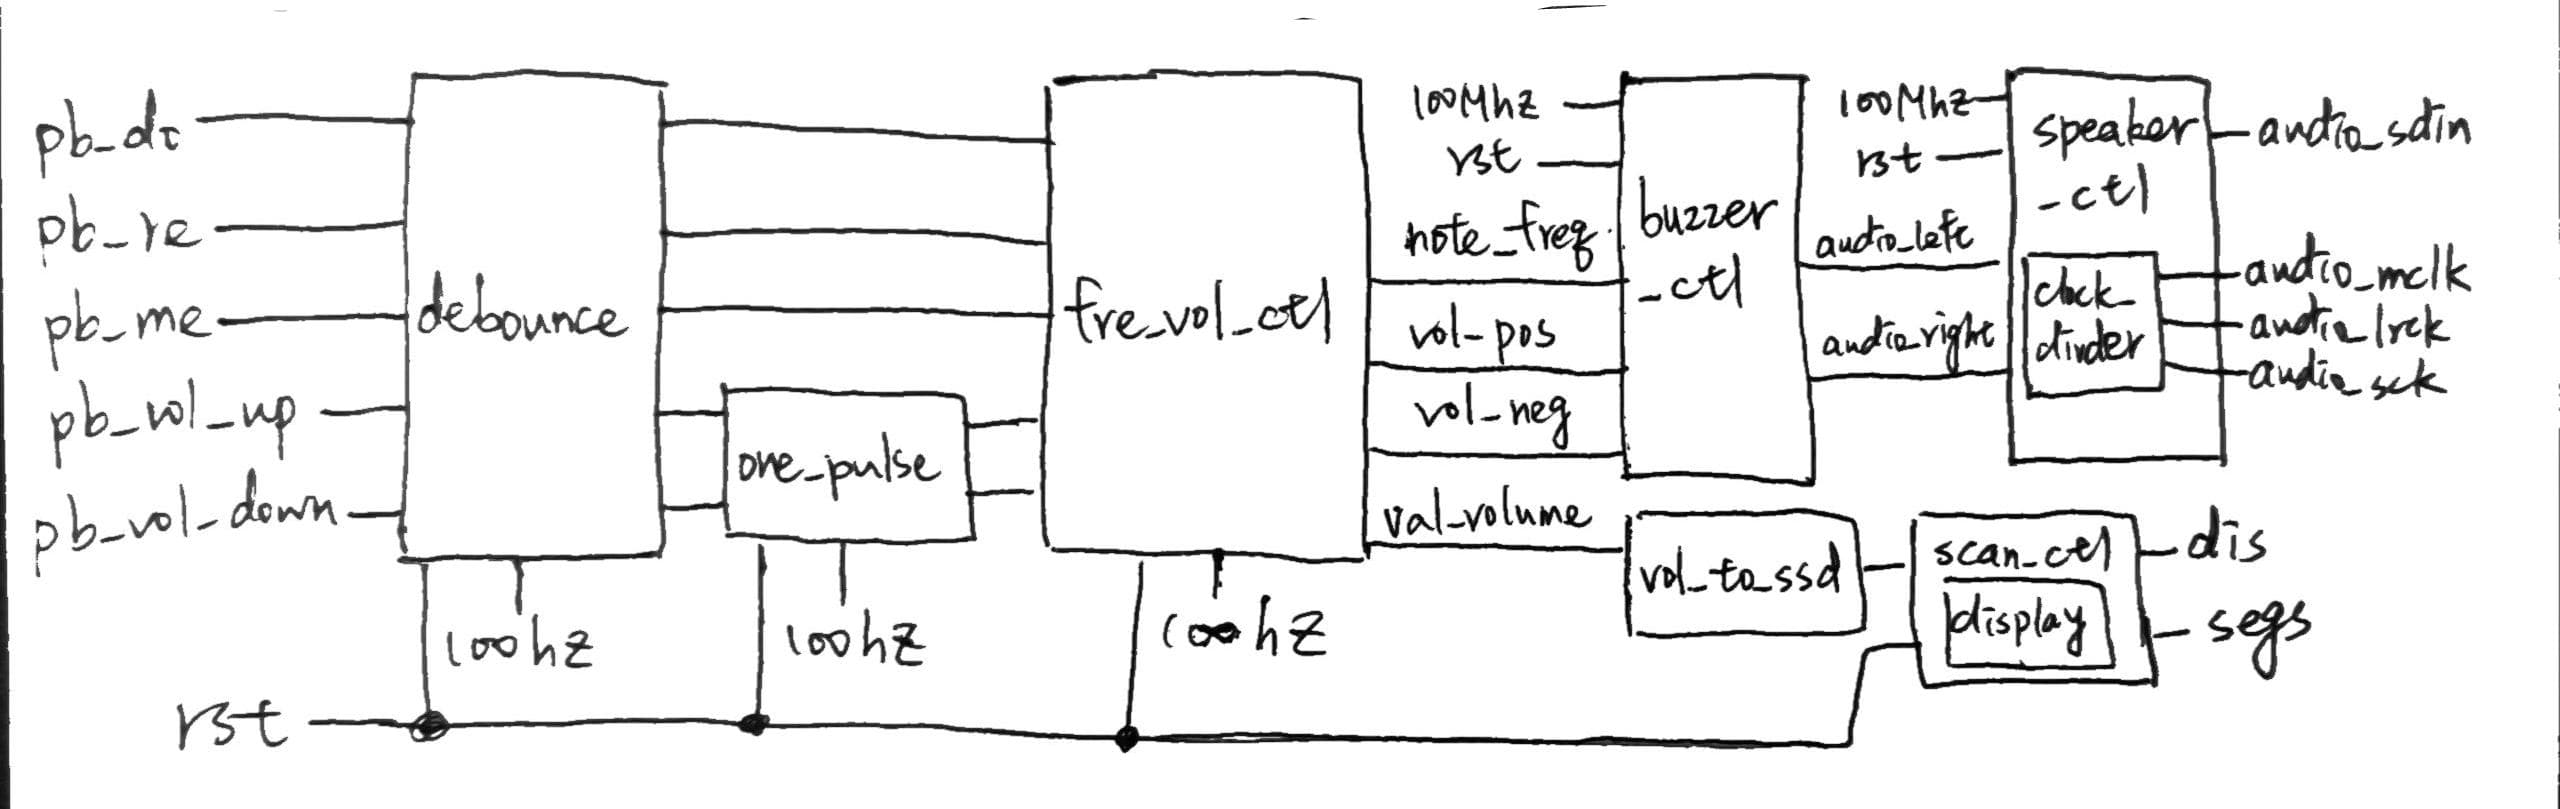 pb_do
pb_re
pb_me
pb_vol_up
pb_vol_down
rst
debounce
100hz
one_pulse
100hz
fre_vol_ctl
100hz
100Mhz
rst
note_freq
vol_pos
vol_neg
val_volume
buzzer
_ctl
100Mhz
rst
audio_left
audio_right
speaker
_ctl
clock_
divider
audio_sdin
audio_mclk
audio_lrck
audio_sck
vol_to_ssd
scan_ctl
display
dis
segs